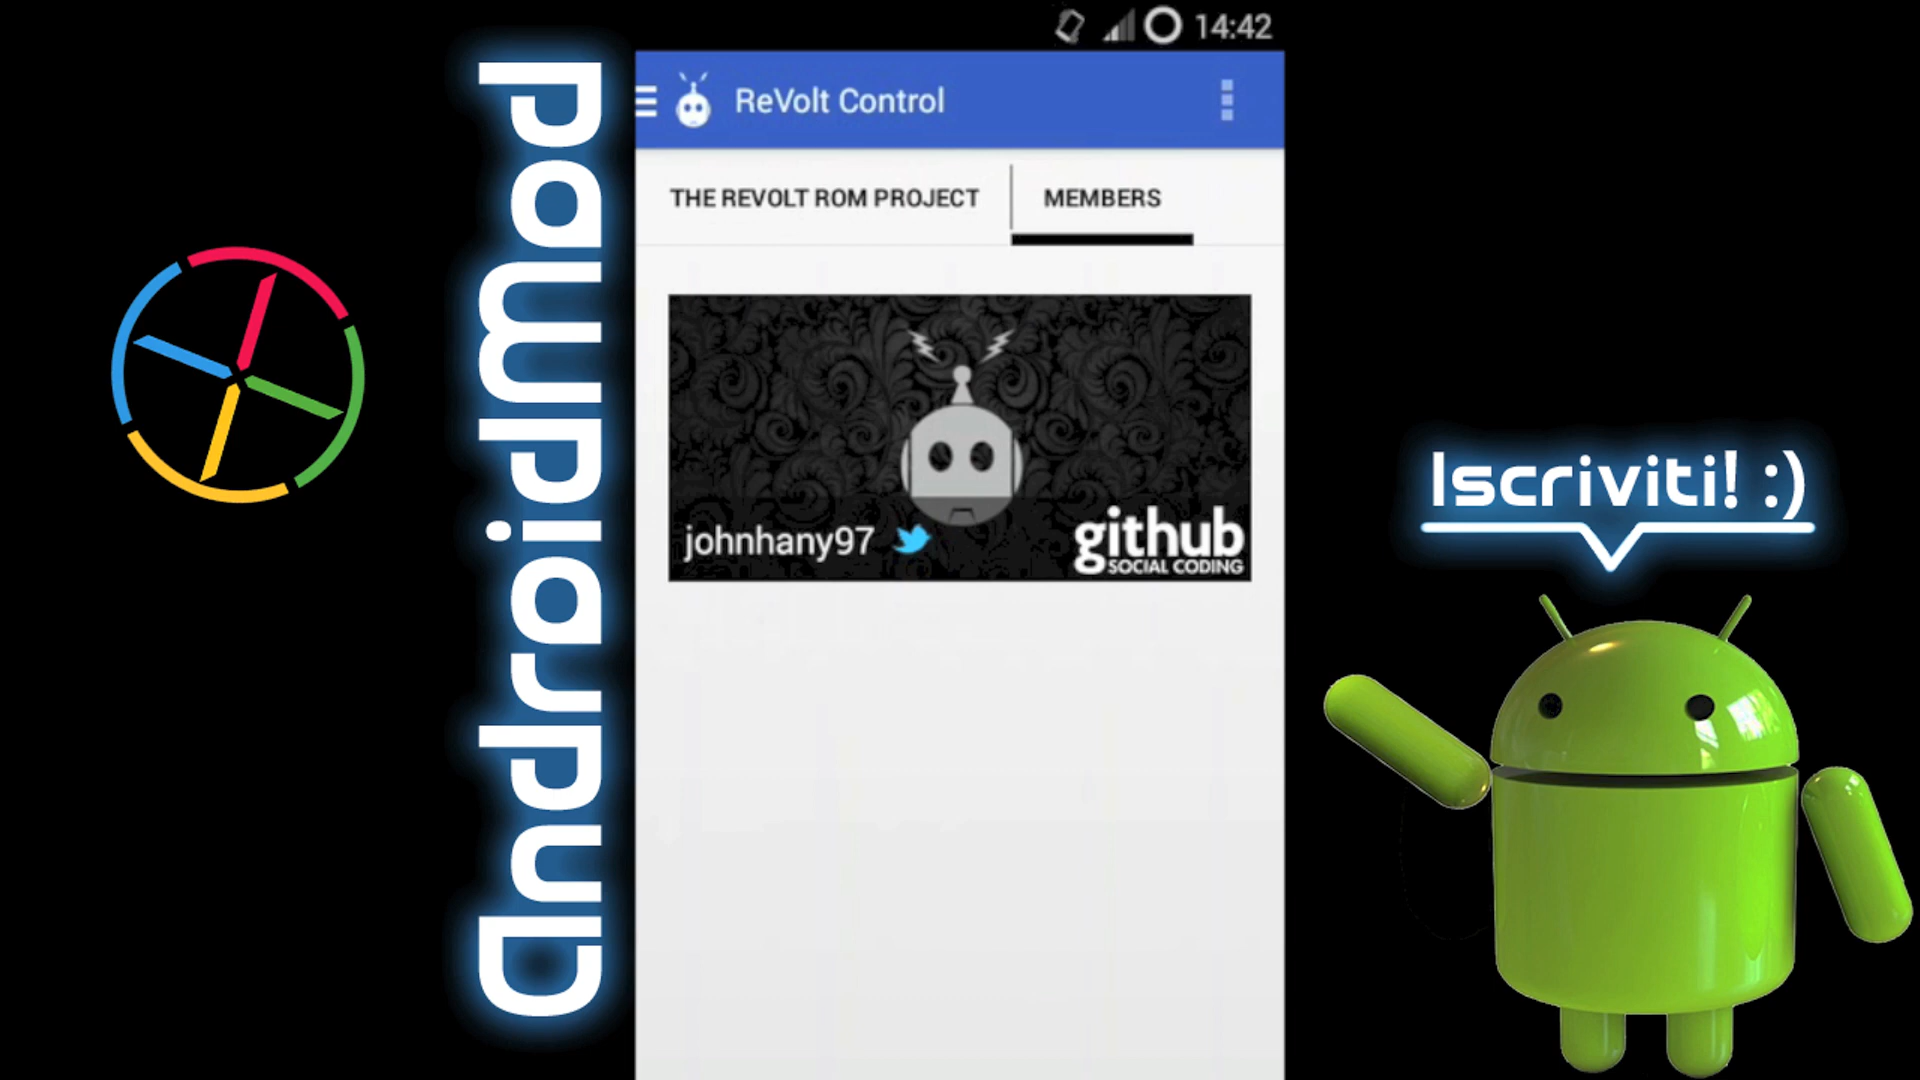 AndroidMod
14:42
ReVolt Control
THE REVOLT ROM PROJECT
MEMBERS
johnhany97
github
SOCIAL CODING
Iscriviti! :)